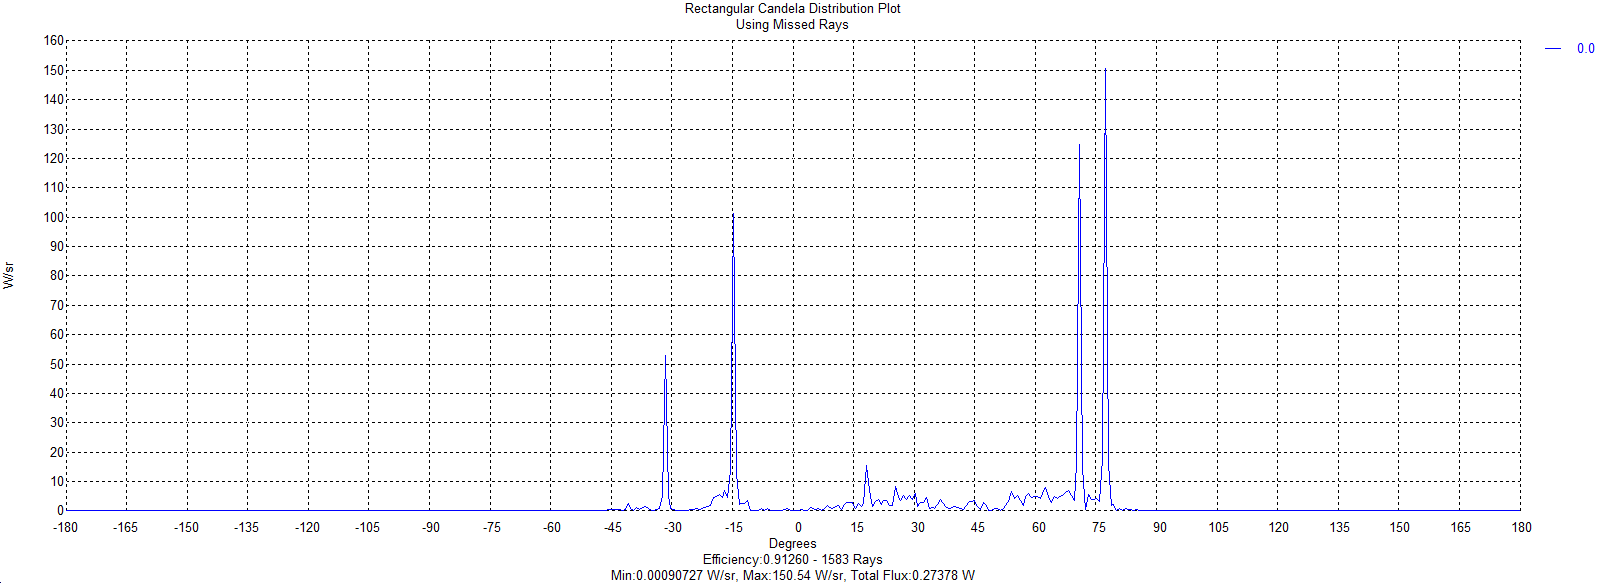 Rectangular Candela Distribution Plot
Using Missed Rays
160
150
140
130
120
110
100
90
80
70
60
50
40
30
20
10
0
W/sr
0.0
-180 -165 -150 -135 -120 -105 -90 -75 -60 -45 -30 -15 0 15 30 45 60 75 90 105 120 135 150 165 180
Degrees
Efficiency:0.91260 - 1583 Rays
Min:0.00090727 W/sr, Max:150.54 W/sr, Total Flux:0.27378 W